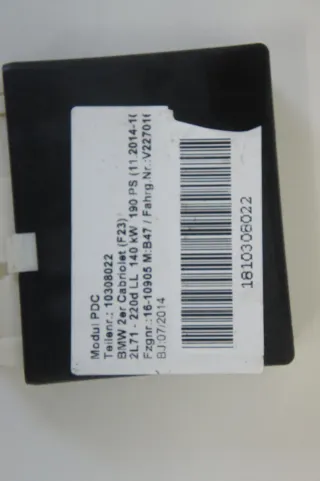 Modul PDC
Teilenr.: 10308022
BMW 2er Cabriolet (F23)
2L71 - 220d LL 140 kW 190 PS (11.2014-1
Fzgnr.:16-10905 M:B47 / Fahrg.Nr.:V227016
BJ:07/2014
1810308022